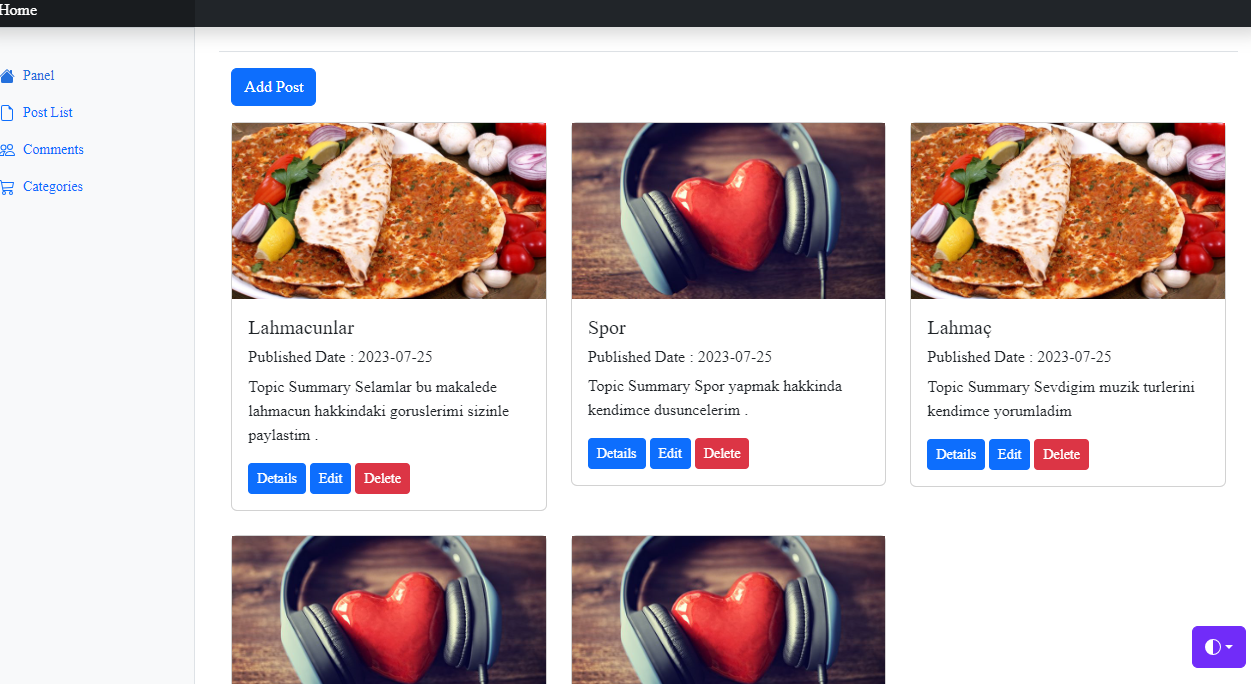 Home
Panel
Post List
Comments
Categories
Add Post
Lahmacunlar
Published Date : 2023-07-25
Topic Summary Selamlar bu makalede
lahmacun hakkindaki goruslerimi sizinle
paylastim .
Details Edit Delete
Spor
Published Date : 2023-07-25
Topic Summary Spor yapmak hakkinda
kendimce dusuncelerim .
Details Edit Delete
Lahmaç
Published Date : 2023-07-25
Topic Summary Sevdigim muzik turlerini
kendimce yorumladim
Details Edit Delete